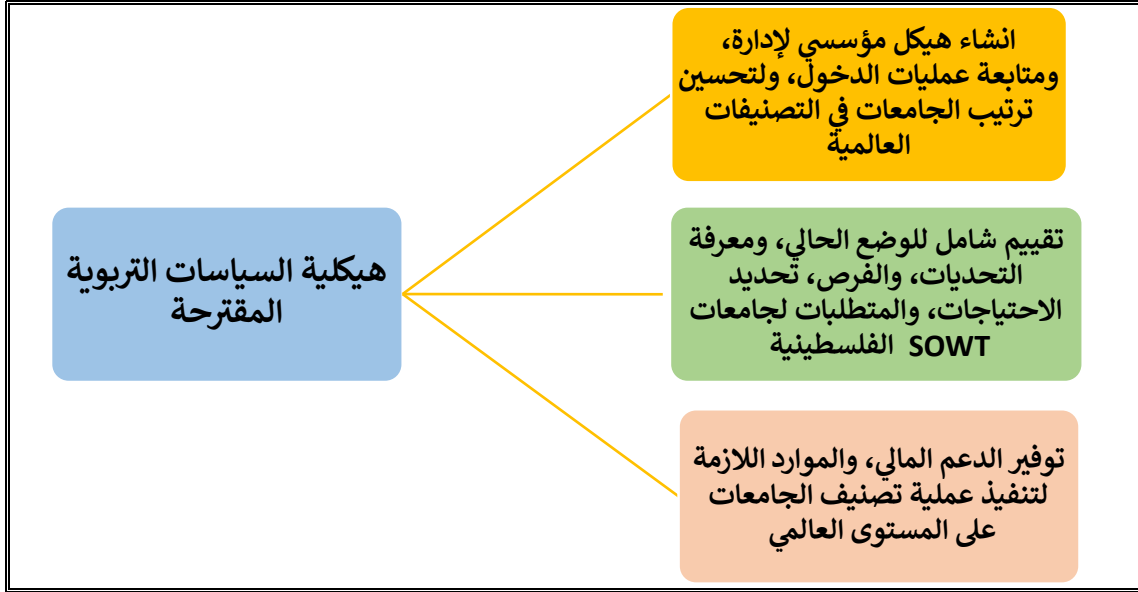 هيكلية السياسات التربوية
المقترحة
انشاء هيكل مؤسسي لإدارة،
ومتابعة عمليات الدخول، ولتحسين
ترتيب الجامعات في التصنيفات
العالمية
تقييم شامل للوضع الحالي، ومعرفة
التحديات، والفرص، تحديد
الاحتياجات، والمتطلبات لجامعات
SOWT الفلسطينية
توفير الدعم المالي، والموارد اللازمة
لتنفيذ عملية تصنيف الجامعات
على المستوى العالمي